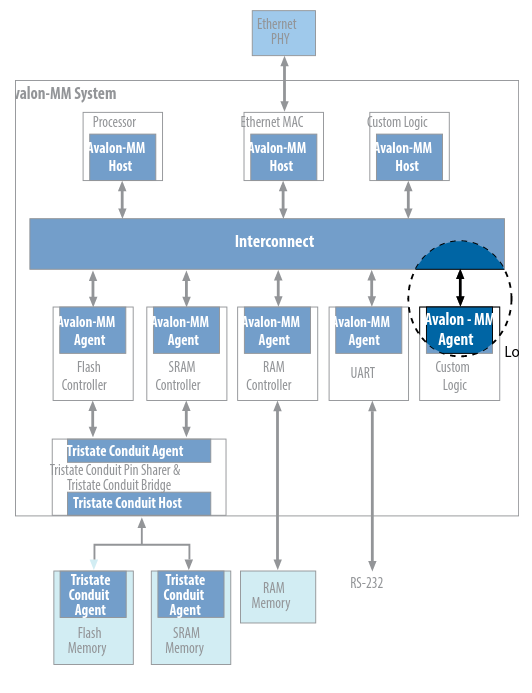 Ethernet
PHY
valon-MM System
Processor
Ethernet MAC
Custom Logic
Avalon-MM
Host
Avalon-MM
Host
Avalon-MM
Host
Interconnect
Avalon-MM
Agent
Avalon-MM
Agent
Avalon-MM
Agent
Avalon-MM
Agent
Avalon - MM
Agent
Lo
Flash
Controller
SRAM
Controller
RAM
Controller
UART
Custom
Logic
Tristate Conduit Agent
Tristate Conduit Pin Sharer &
Tristate Conduit Bridge
Tristate Conduit Host
Tristate
Conduit
Agent
Flash
Memory
Tristate
Conduit
Agent
SRAM
Memory
RAM
Memory
RS-232